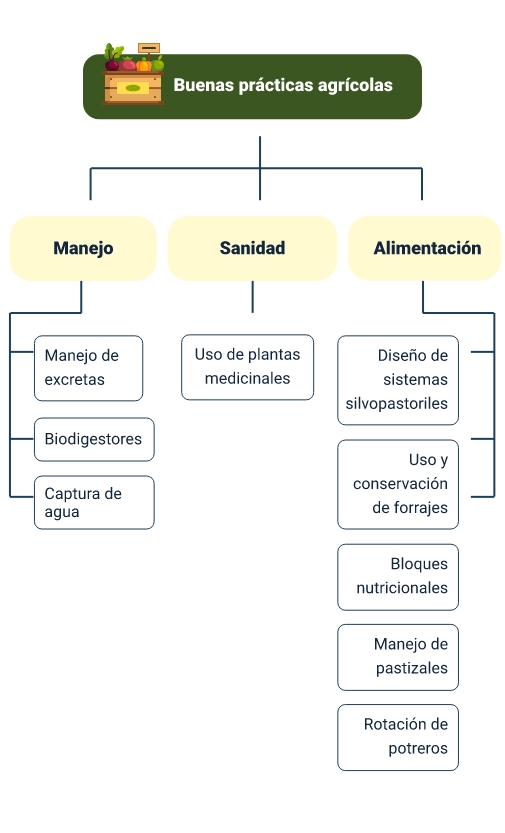 Buenas prácticas agrícolas
Manejo
Sanidad
Alimentación
Manejo de
excretas
Biodigestores
Captura de
agua
Uso de plantas
medicinales
Diseño de
sistemas
silvopastoriles
Uso y
conservación
de forrajes
Bloques
nutricionales
Manejo de
pastizales
Rotación de
potreros